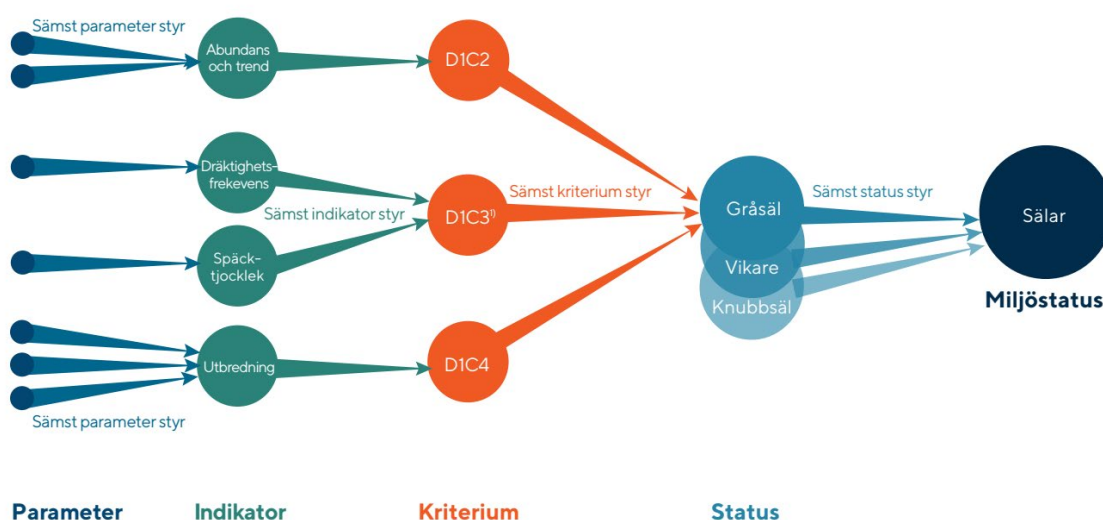 Sämst parameter styr
Abundans
och trend
D1C2
Dräktighets-
frekevens
Sämst indikator styr
D1C3¹⁾
Sämst kriterium styr
Gråsäl
Sämst status styr
Sälar
Späck-
tjocklek
Vikare
Knubbsäl
Miljöstatus
Utbredning
D1C4
Sämst parameter styr
Parameter
Indikator
Kriterium
Status